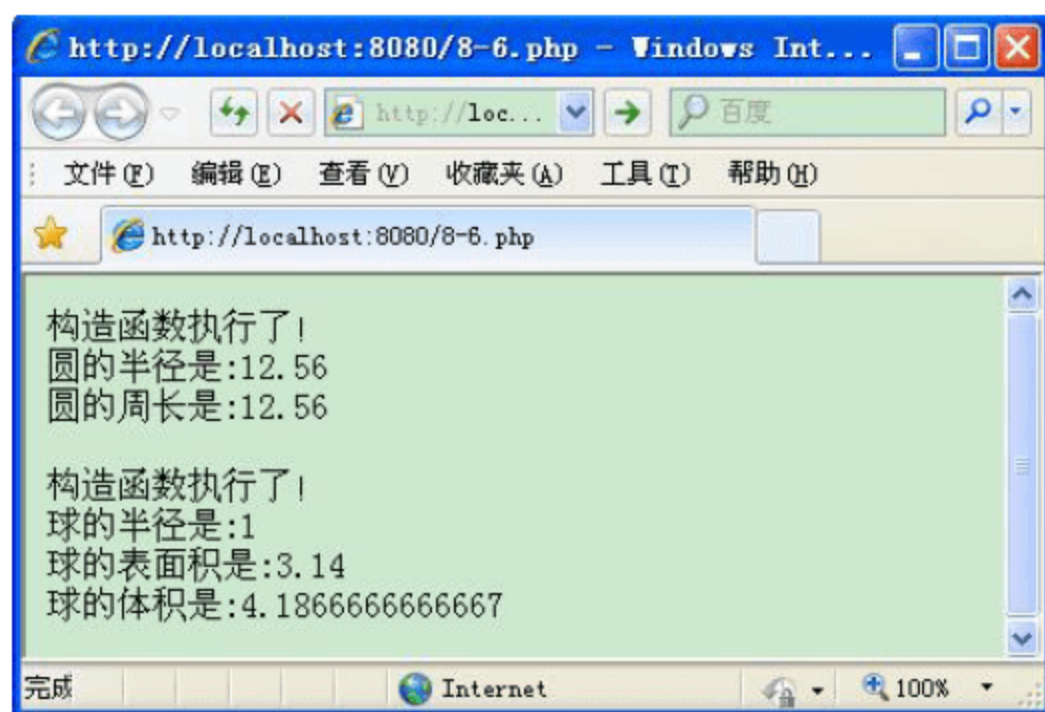 http://localhost:8080/8-6.php - Windows Int...
http://loc... 百度
文件(F) 编辑(E) 查看(V) 收藏夹(A) 工具(T) 帮助(H)
http://localhost:8080/8-6.php
构造函数执行了!
圆的半径是:12.56
圆的周长是:12.56
构造函数执行了!
球的半径是:1
球的表面积是:3.14
球的体积是:4.1866666666667
完成 Internet 100%